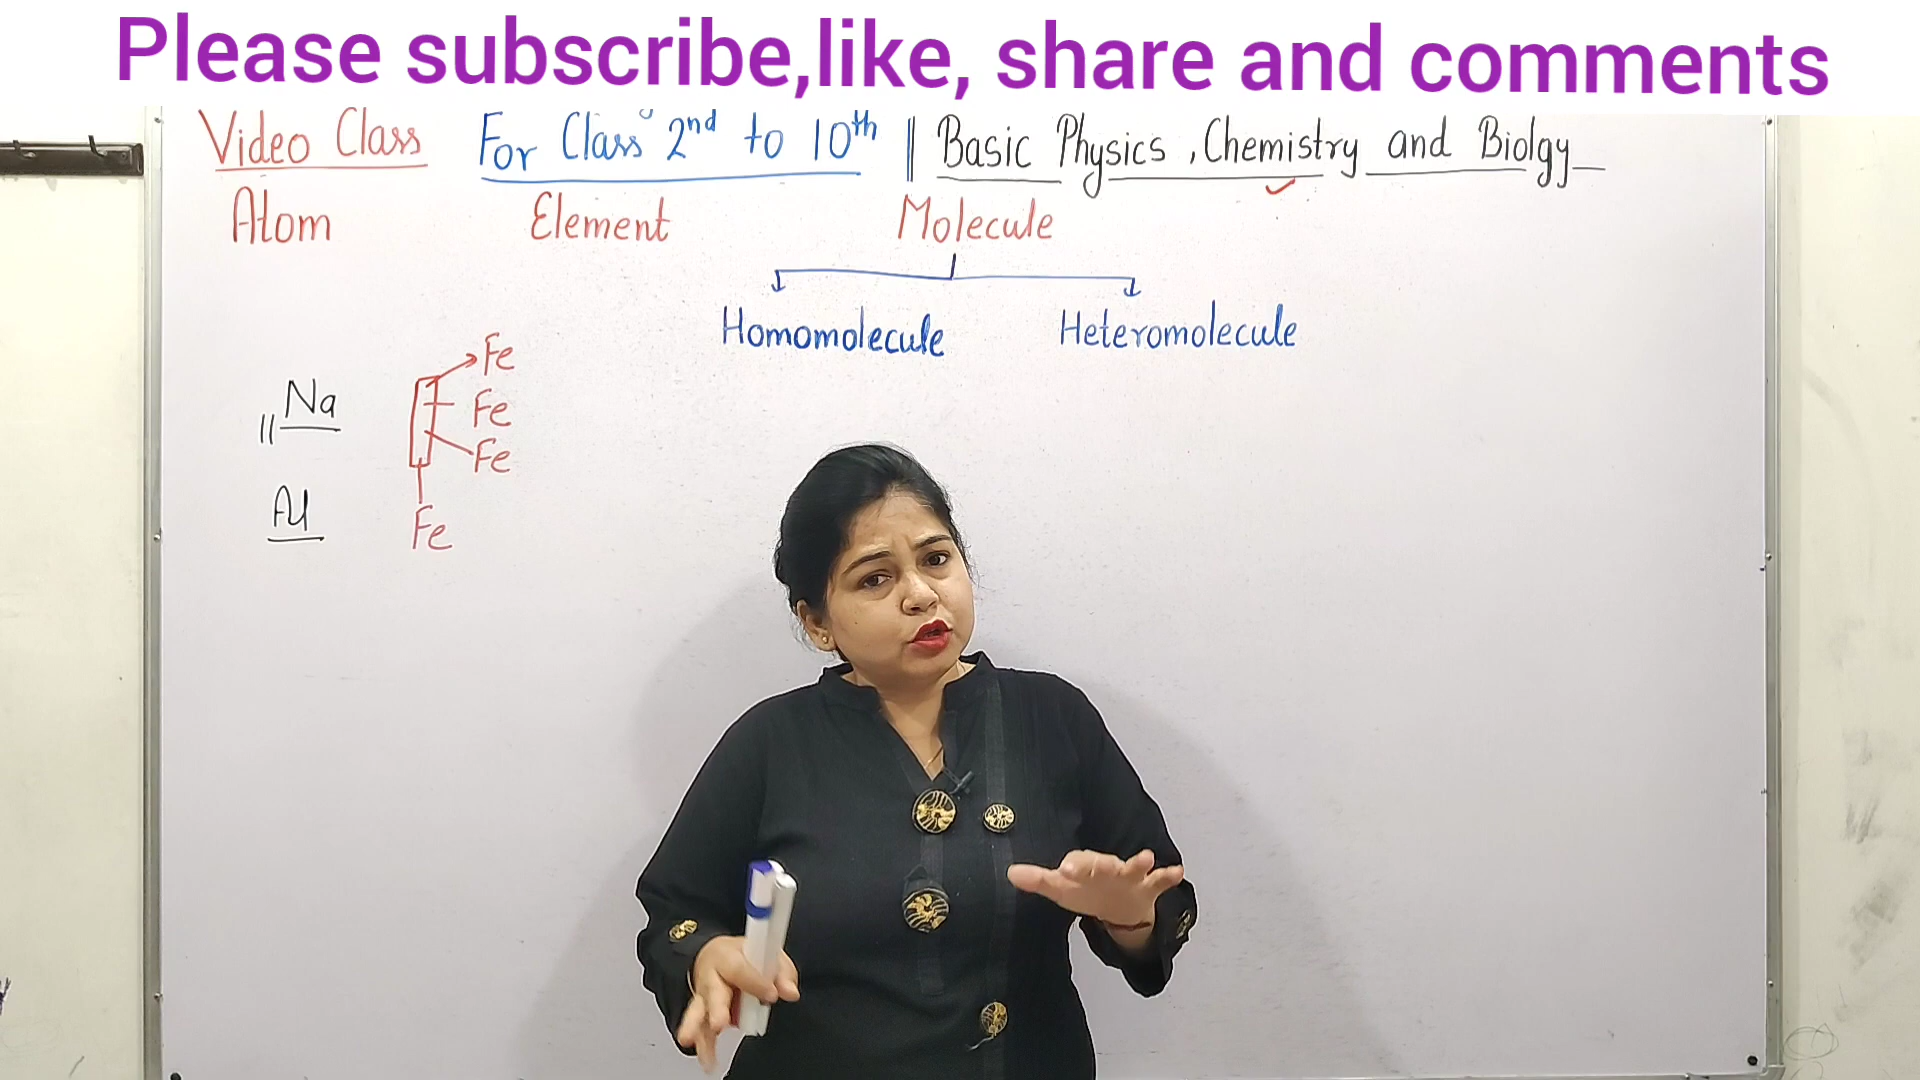 Please subscribe,like, share and comments
Video Class For Class 2nd to 10th || Basic Physics ,Chemistry and Biolgy
Atom Element Molecule
Homomolecule Heteromolecule
Fe
Na Fe
Fe
Al
Fe